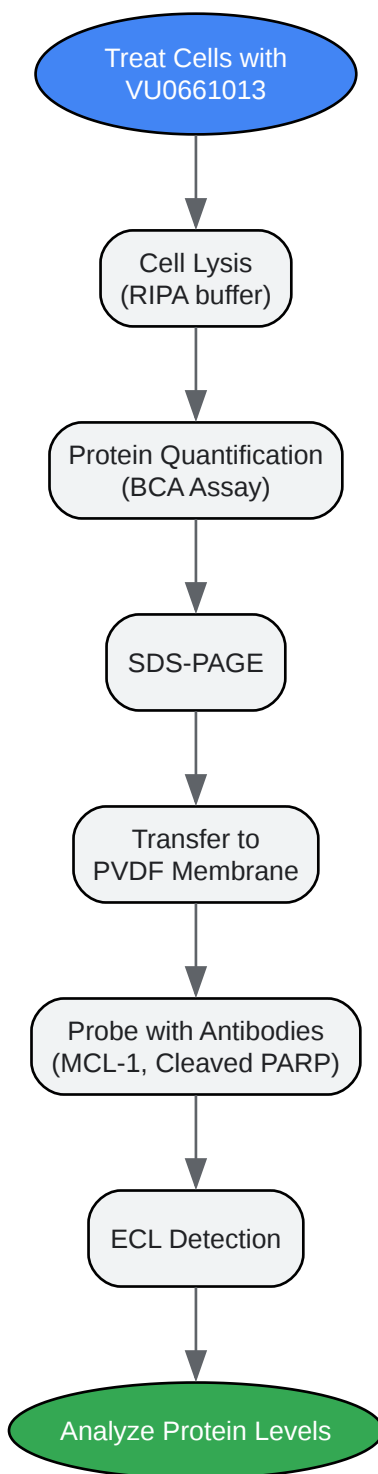 Treat Cells with
VU0661013
Cell Lysis
(RIPA buffer)
Protein Quantification
(BCA Assay)
SDS-PAGE
Transfer to
PVDF Membrane
Probe with Antibodies
(MCL-1, Cleaved PARP)
ECL Detection
Analyze Protein Levels